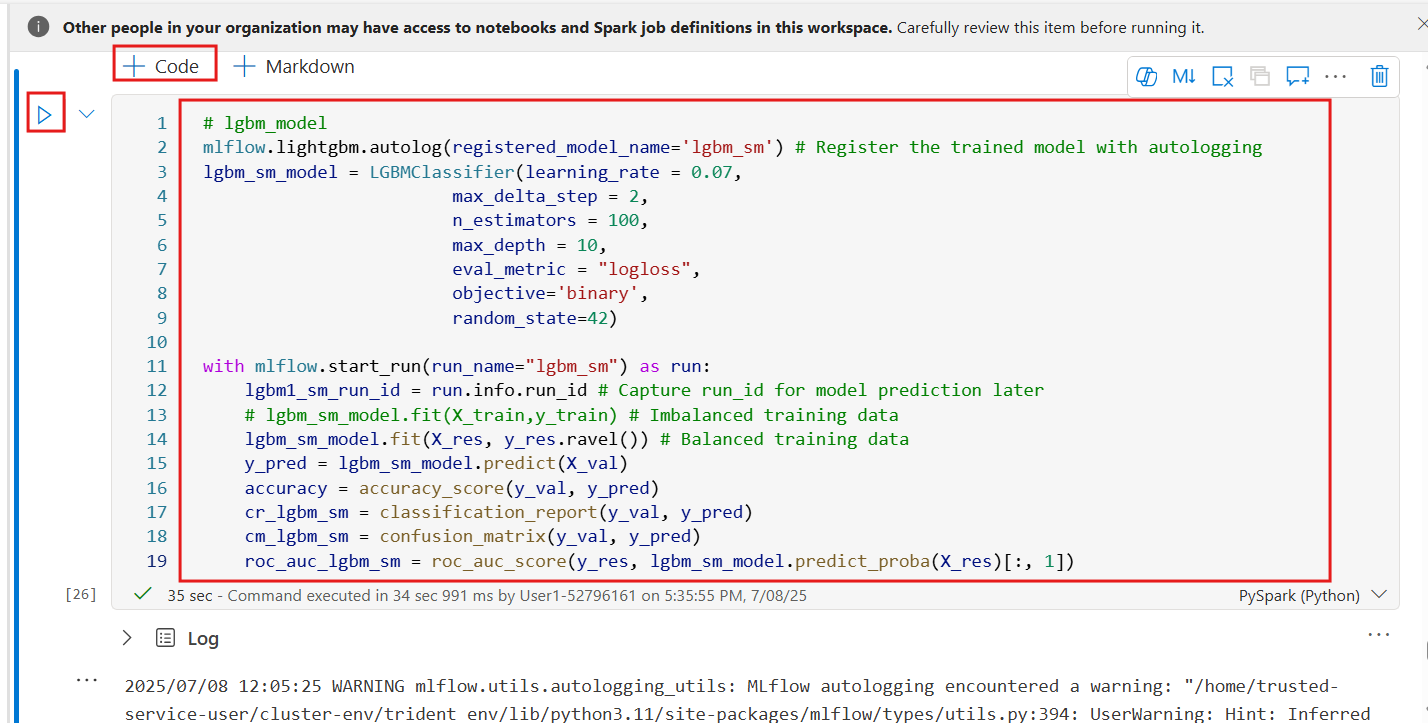 Other people in your organization may have access to notebooks and Spark job definitions in this workspace. Carefully review this item before running it.
+ Code + Markdown
M↓ ...
1 # lgbm_model
2 mlflow.lightgbm.autolog(registered_model_name='lgbm_sm') # Register the trained model with autologging
3 lgbm_sm_model = LGBMClassifier(learning_rate = 0.07,
4 max_delta_step = 2,
5 n_estimators = 100,
6 max_depth = 10,
7 eval_metric = "logloss",
8 objective='binary',
9 random_state=42)
10
11 with mlflow.start_run(run_name="lgbm_sm") as run:
12 lgbm1_sm_run_id = run.info.run_id # Capture run_id for model prediction later
13 # lgbm_sm_model.fit(X_train,y_train) # Imbalanced training data
14 lgbm_sm_model.fit(X_res, y_res.ravel()) # Balanced training data
15 y_pred = lgbm_sm_model.predict(X_val)
16 accuracy = accuracy_score(y_val, y_pred)
17 cr_lgbm_sm = classification_report(y_val, y_pred)
18 cm_lgbm_sm = confusion_matrix(y_val, y_pred)
19 roc_auc_lgbm_sm = roc_auc_score(y_res, lgbm_sm_model.predict_proba(X_res)[:, 1])
[26] 35 sec - Command executed in 34 sec 991 ms by User1-52796161 on 5:35:55 PM, 7/08/25 PySpark (Python)
Log ...
... 2025/07/08 12:05:25 WARNING mlflow.utils.autologging_utils: MLflow autologging encountered a warning: "/home/trusted-
service-user/cluster-env/trident_env/lib/python3.11/site-packages/mlflow/types/utils.py:394: UserWarning: Hint: Inferred